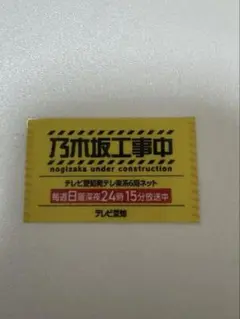 乃木坂工事中
nogizaka under construction
テレビ愛知発テレ東系6局ネット
毎週日曜深夜24時15分放送中
テレビ愛知